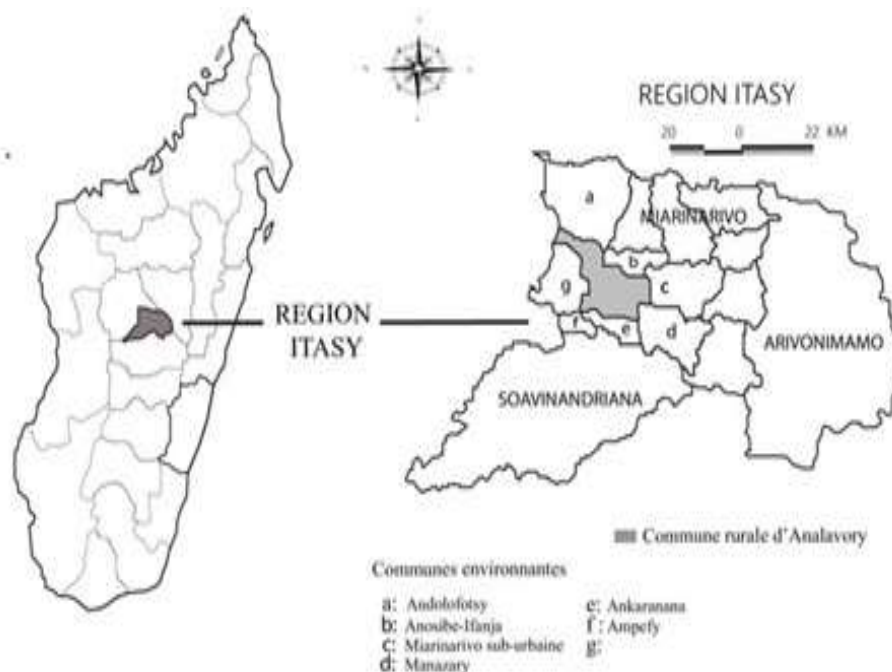 REGION ITASY
20 0 22 KM
a
MIARINARIVO
b
g
c
REGION
ITASY
f
e
d
ARIVONIMAMO
SOAVINANDRIANA
Commune rurale d'Analavory
Communes environnantes
a: Andolofotsy
b: Anosibe-Ifanja
c: Miarinarivo sub-urbaine
d: Manazary
e: Ankaranana
f : Ampefy
g: